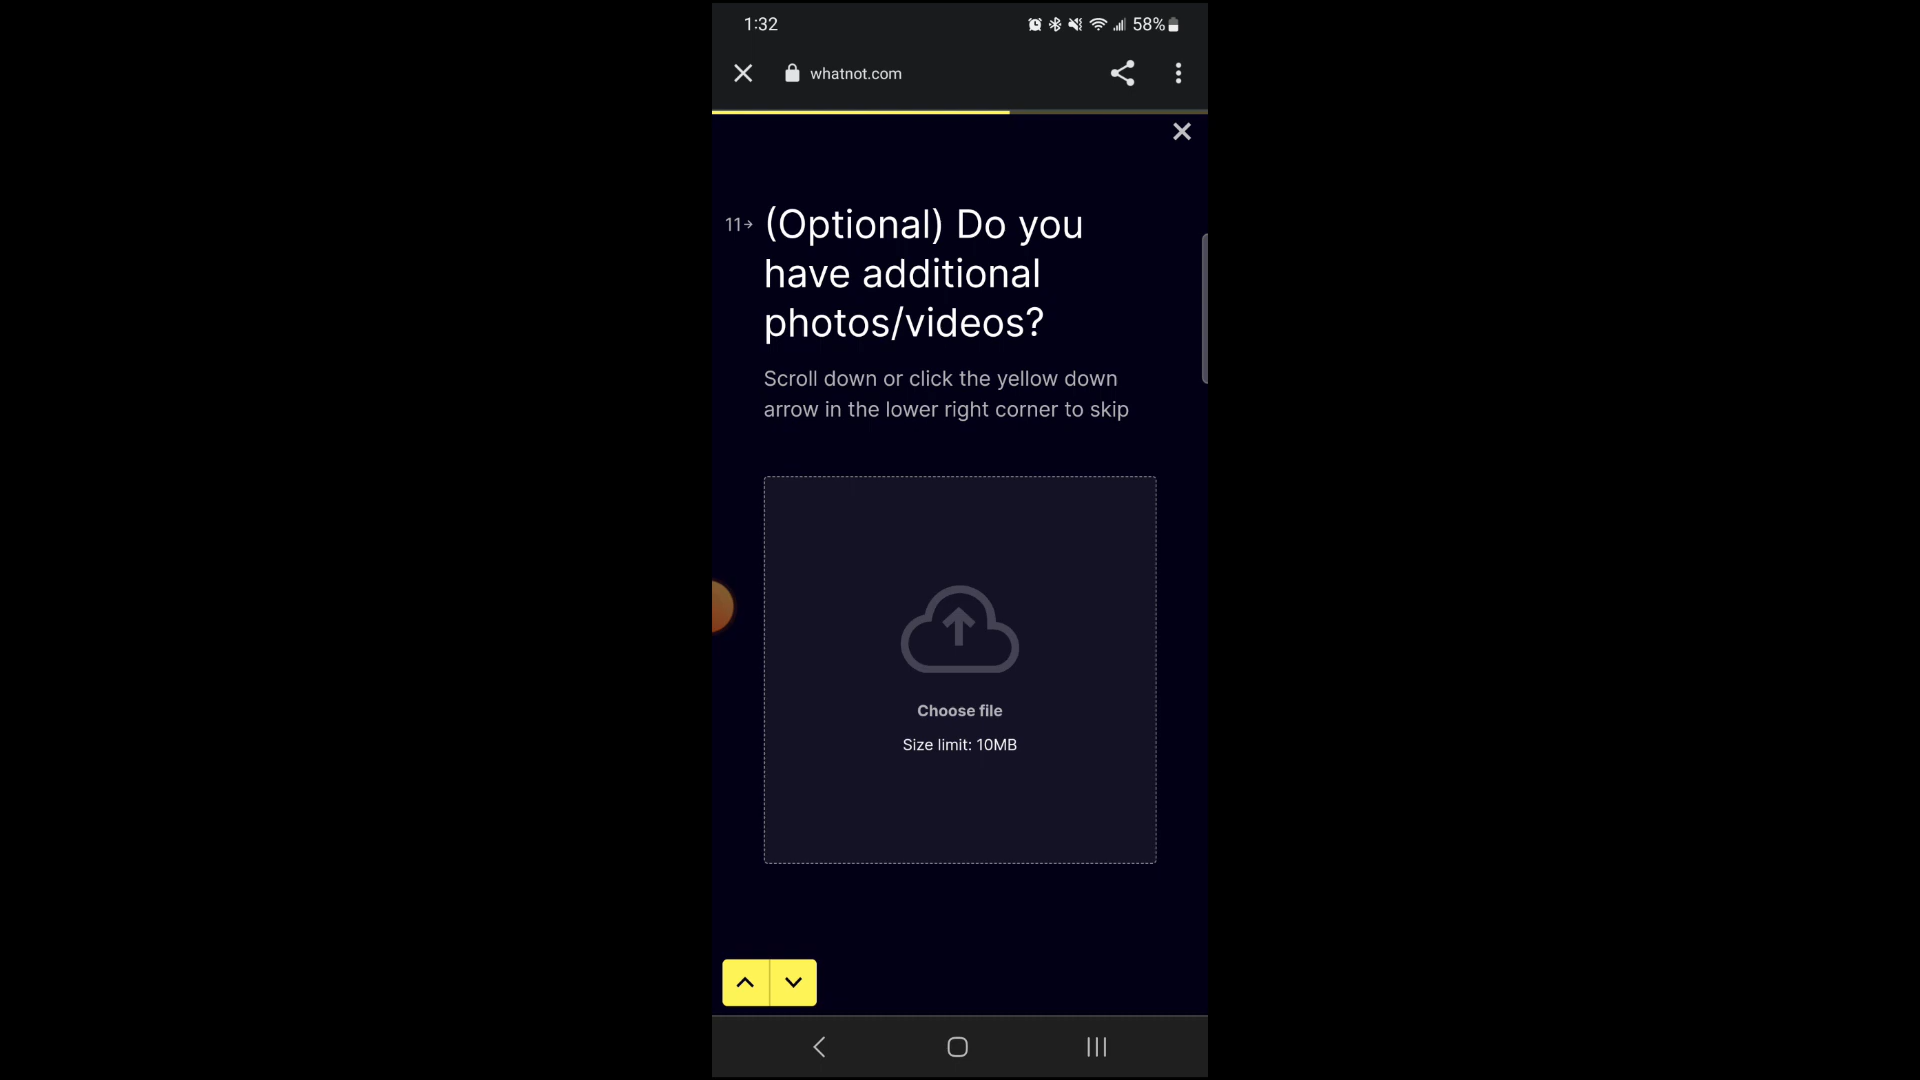 1:32
58%
whatnot.com
11
(Optional) Do you
have additional
photos/videos?
Scroll down or click the yellow down
arrow in the lower right corner to skip
Choose file
Size limit: 10MB